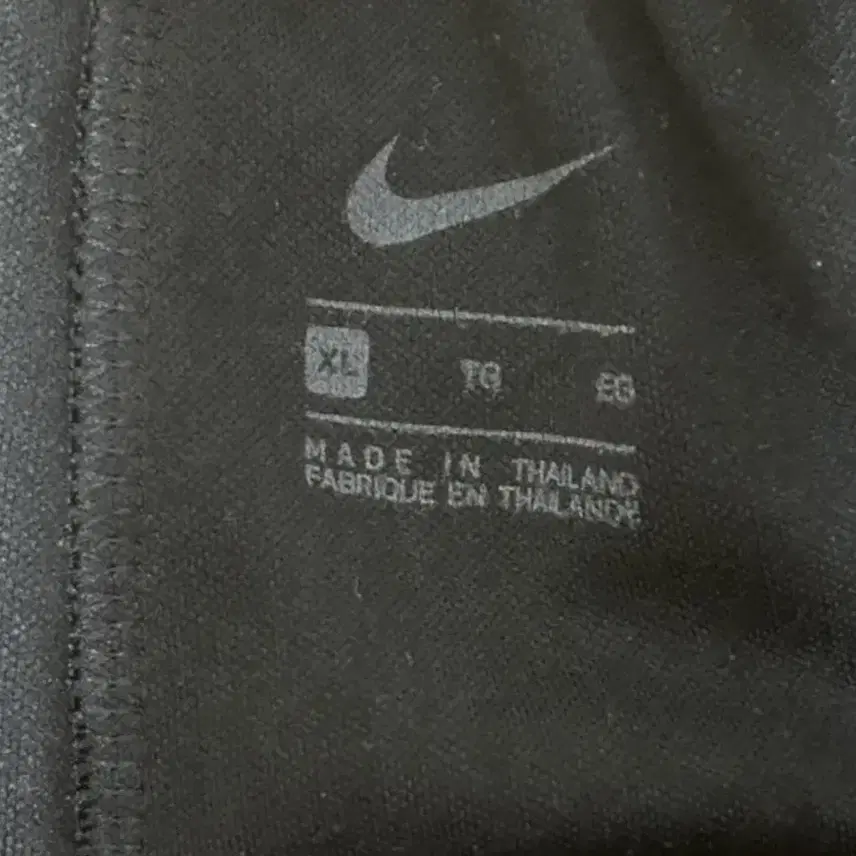 XL TG EG
MADE IN THAILAND
FABRIQUE EN THAILANDE